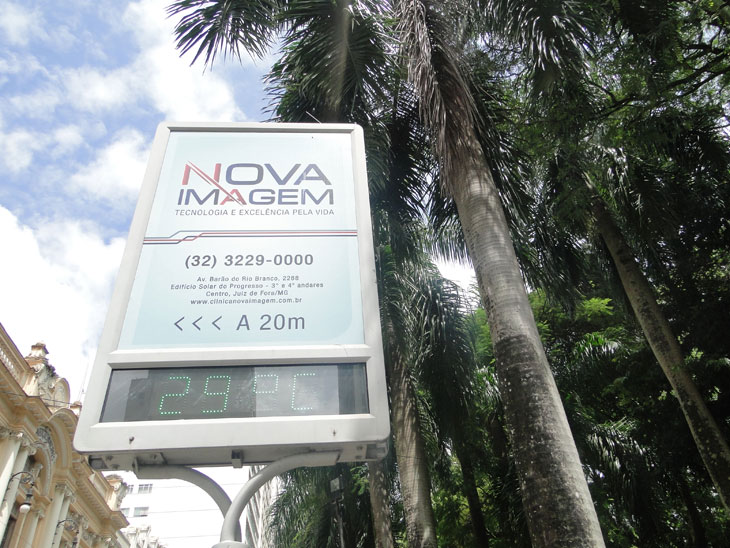 NOVA
IMAGEM
TECNOLOGIA E EXCELÊNCIA PELA VIDA
(32) 3229-0000
Av. Barão do Rio Branco, 2288
Edifício Solar do Progresso - 3º e 4º andares
Centro, Juiz de Fora/MG
www.clinicanovaimagem.com.br
<<< A 20m
29°C